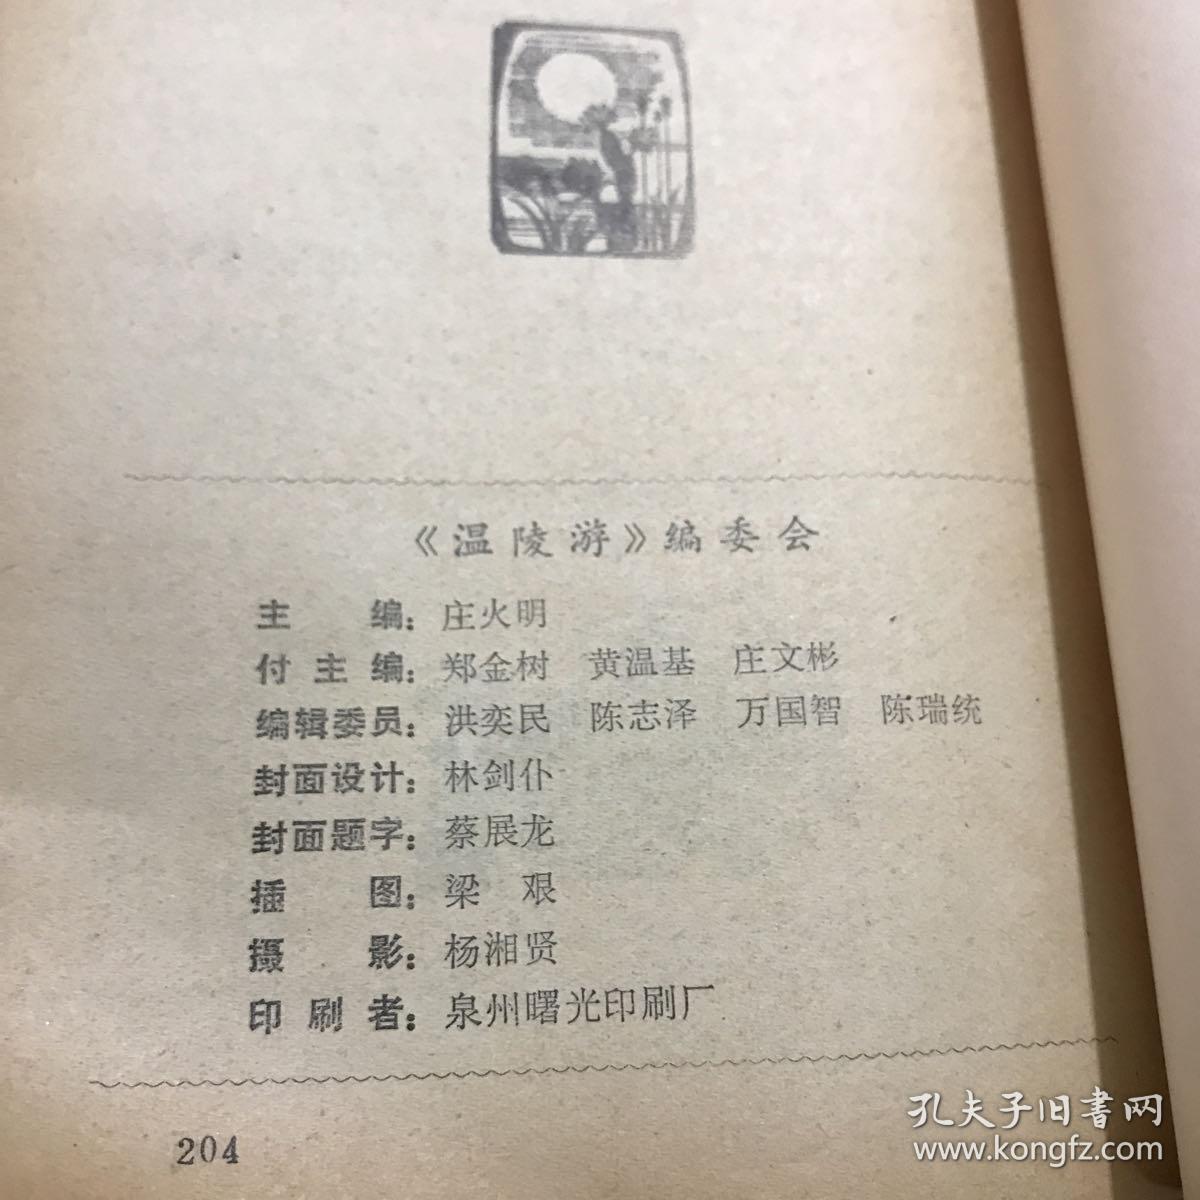 《温陵游》编委会
主编：庄火明
付主编：郑金树 黄温基 庄文彬
编辑委员：洪奕民 陈志泽 万国智 陈瑞统
封面设计：林剑仆
封面题字：蔡展龙
插图：梁艰
摄影：杨湘贤
印刷者：泉州曙光印刷厂
204
孔夫子旧書网
www.kongfz.com